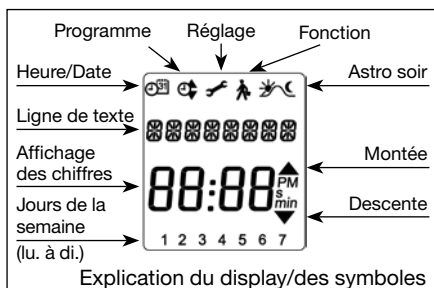 Programme Réglage Fonction
Heure/Date
Astro soir
31
Ligne de texte
Affichage
des chiffres
88:88
PM
s
min
Montée
Descente
Jours de la
semaine
(lu. à di.)
1 2 3 4 5 6 7
Explication du display/des symboles